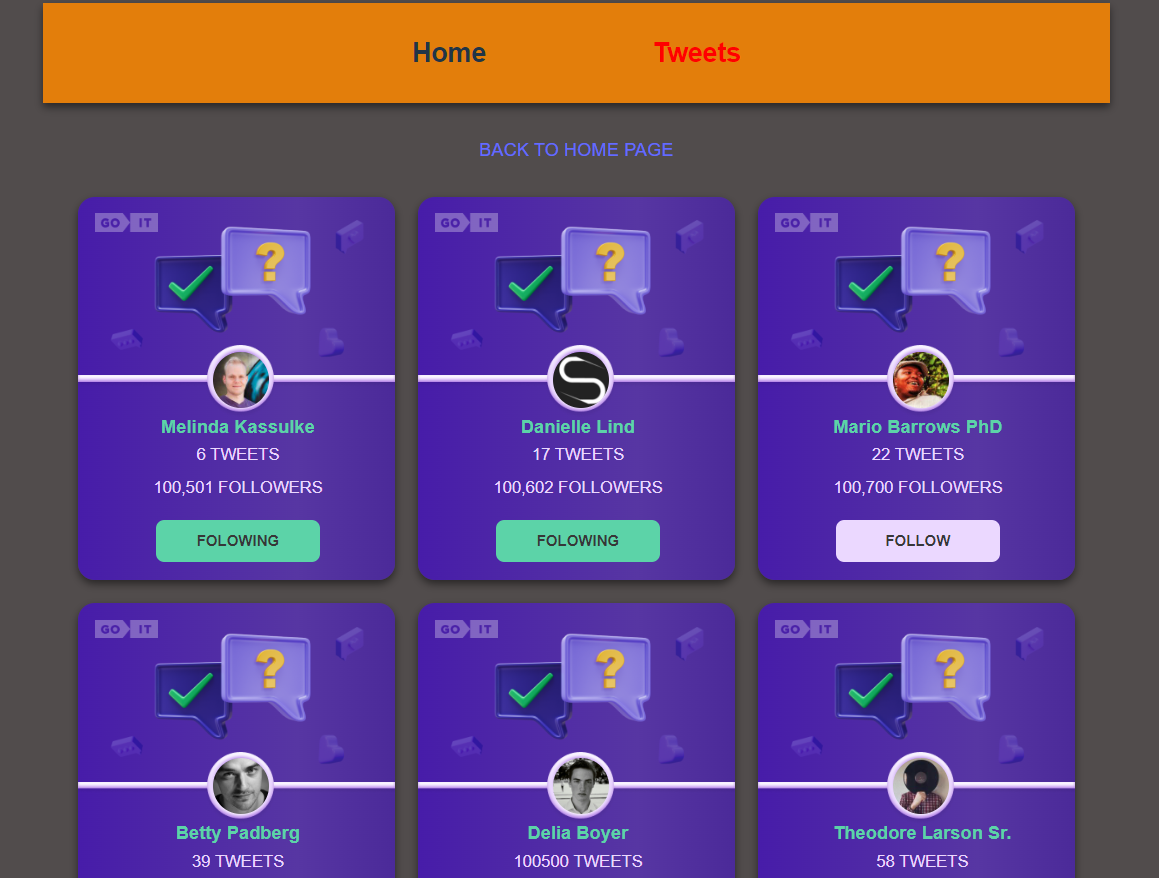 Home Tweets
BACK TO HOME PAGE
GO IT GO IT GO IT
? ? ?
Melinda Kassulke Danielle Lind Mario Barrows PhD
6 TWEETS 17 TWEETS 22 TWEETS
100,501 FOLLOWERS 100,602 FOLLOWERS 100,700 FOLLOWERS
FOLOWING FOLOWING FOLLOW
GO IT GO IT GO IT
? ? ?
Betty Padberg Delia Boyer Theodore Larson Sr.
39 TWEETS 100500 TWEETS 58 TWEETS